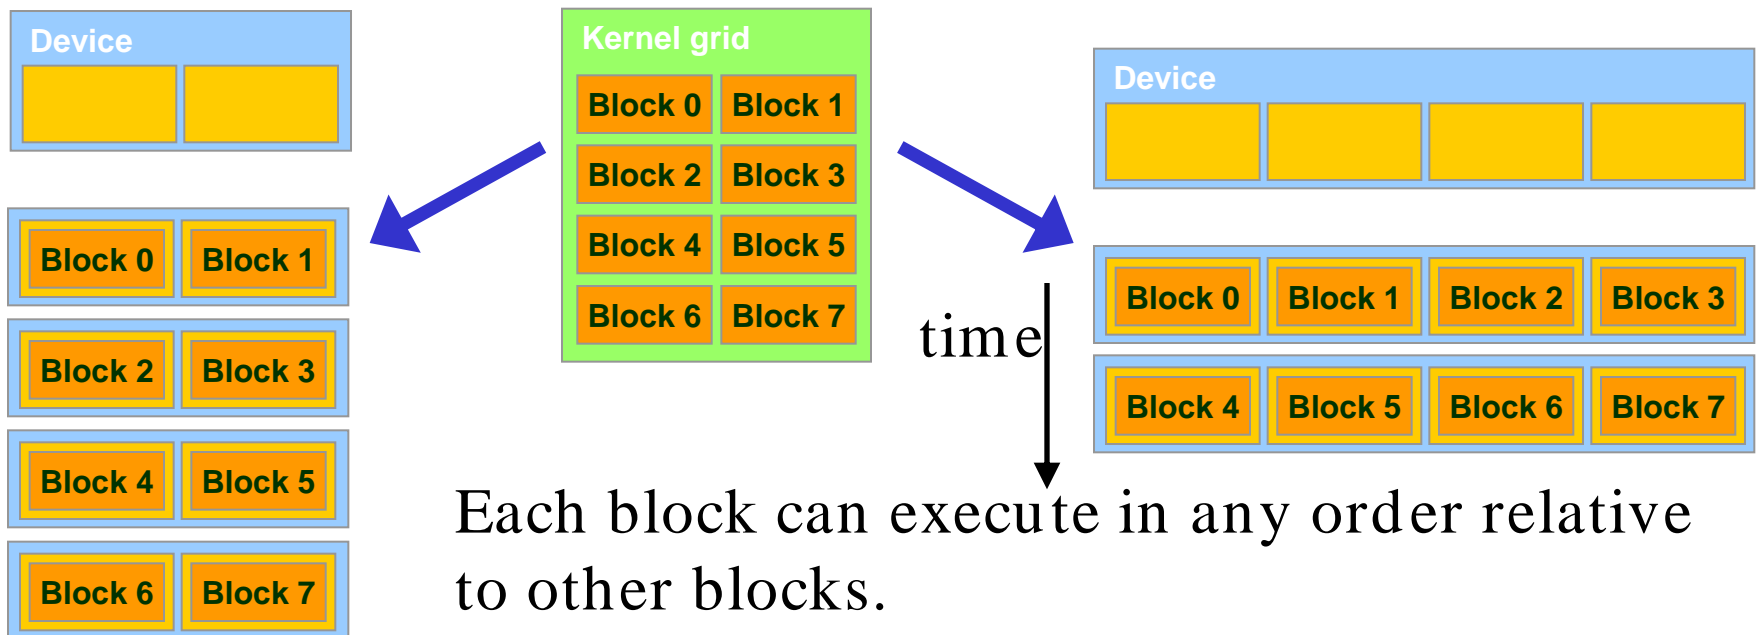 Device
Block 0 Block 1
Block 2 Block 3
Block 4 Block 5
Block 6 Block 7
Kernel grid
Block 0 Block 1
Block 2 Block 3
Block 4 Block 5
Block 6 Block 7
Device
time
Block 0 Block 1 Block 2 Block 3
Block 4 Block 5 Block 6 Block 7
Each block can execute in any order relative
to other blocks.